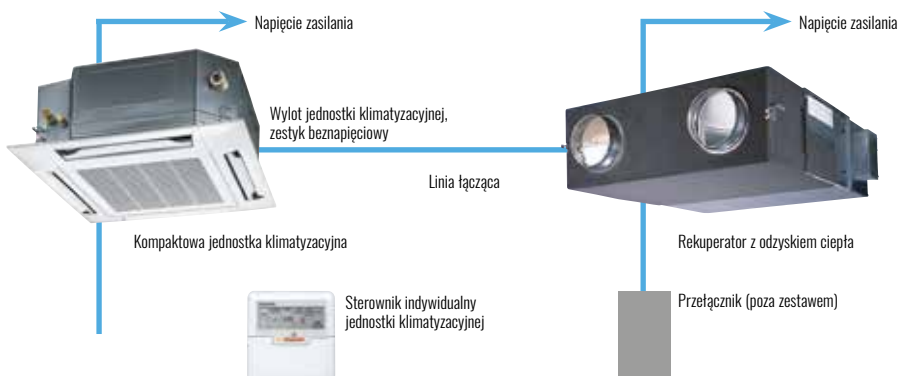 Napięcie zasilania
Napięcie zasilania
Wylot jednostki klimatyzacyjnej,
zestyk beznapięciowy
Linia łącząca
Kompaktowa jednostka klimatyzacyjna
Rekuperator z odzyskiem ciepła
Sterownik indywidualny
jednostki klimatyzacyjnej
Przełącznik (poza zestawem)